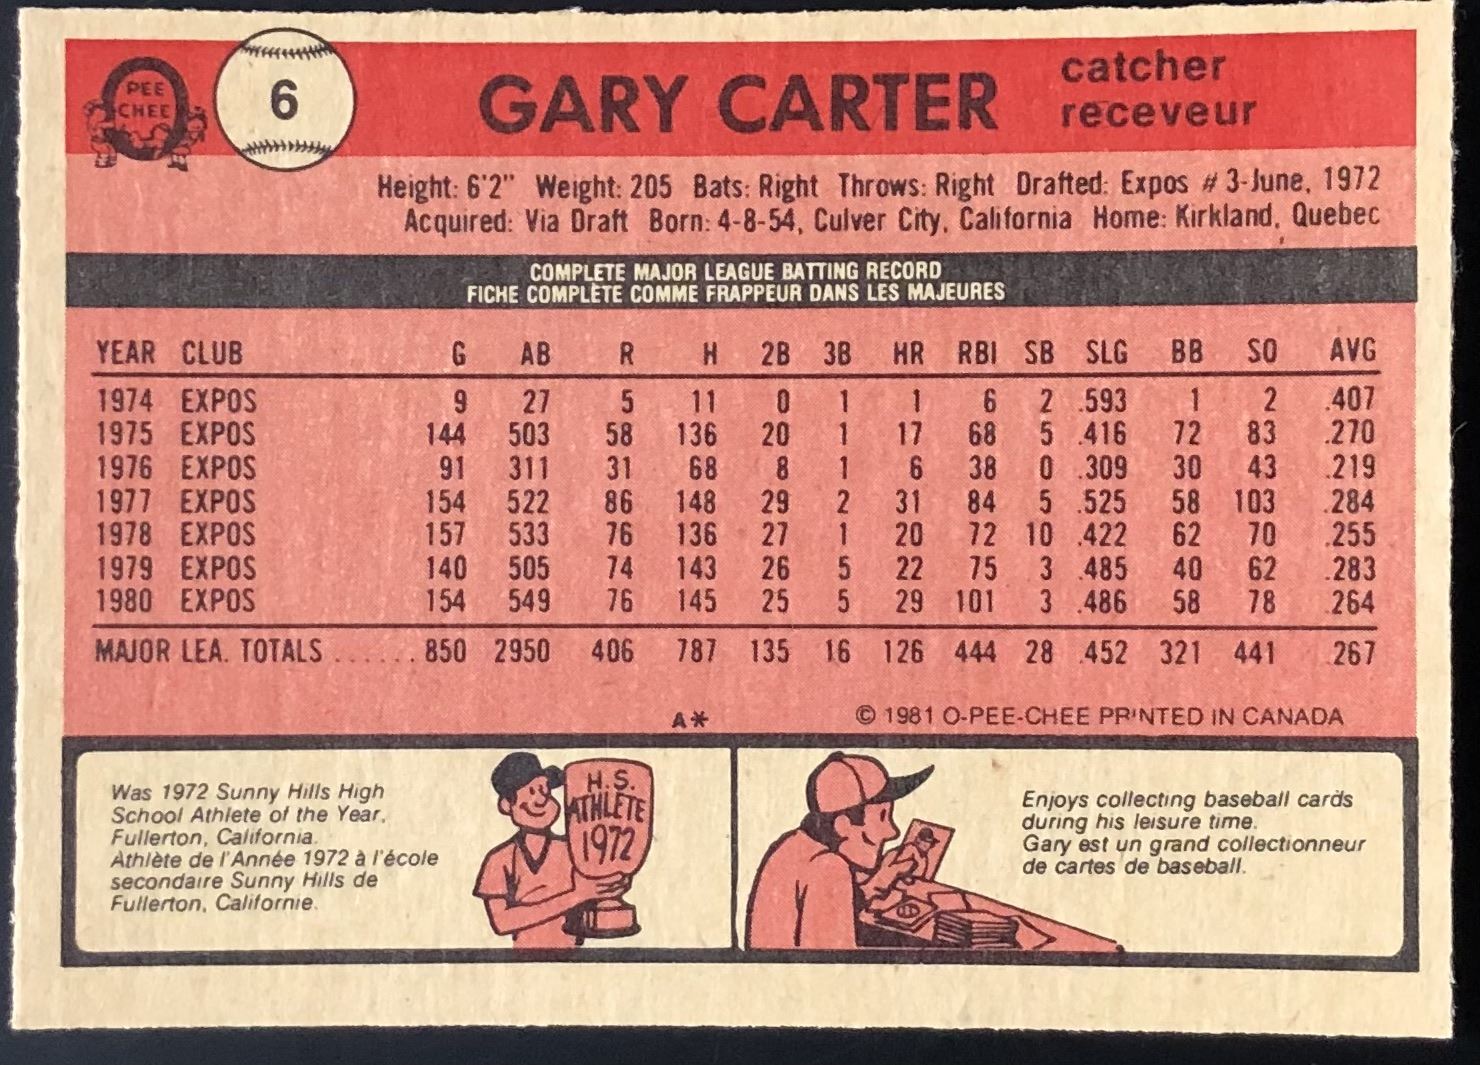 O
PEE
CHEE
6
GARY CARTER
catcher
receveur
Height: 6'2" Weight: 205 Bats: Right Throws: Right Drafted: Expos # 3-June, 1972
Acquired: Via Draft Born: 4-8-54, Culver City, California Home: Kirkland, Quebec
COMPLETE MAJOR LEAGUE BATTING RECORD
FICHE COMPLÈTE COMME FRAPPEUR DANS LES MAJEURES
YEAR CLUB G AB R H 2B 3B HR RBI SB SLG BB SO AVG
1974 EXPOS 9 27 5 11 0 1 1 6 2 .593 1 2 .407
1975 EXPOS 144 503 58 136 20 1 17 68 5 .416 72 83 .270
1976 EXPOS 91 311 31 68 8 1 6 38 0 .309 30 43 .219
1977 EXPOS 154 522 86 148 29 2 31 84 5 .525 58 103 .284
1978 EXPOS 157 533 76 136 27 1 20 72 10 .422 62 70 .255
1979 EXPOS 140 505 74 143 26 5 22 75 3 .485 40 62 .283
1980 EXPOS 154 549 76 145 25 5 29 101 3 .486 58 78 .264
MAJOR LEA. TOTALS ...... 850 2950 406 787 135 16 126 444 28 .452 321 441 .267
A* © 1981 O-PEE-CHEE PRINTED IN CANADA
Was 1972 Sunny Hills High
School Athlete of the Year,
Fullerton, California.
Athlète de l'Année 1972 à l'école
secondaire Sunny Hills de
Fullerton, Californie.
H.S.
ATHLETE
1972
Enjoys collecting baseball cards
during his leisure time.
Gary est un grand collectionneur
de cartes de baseball.